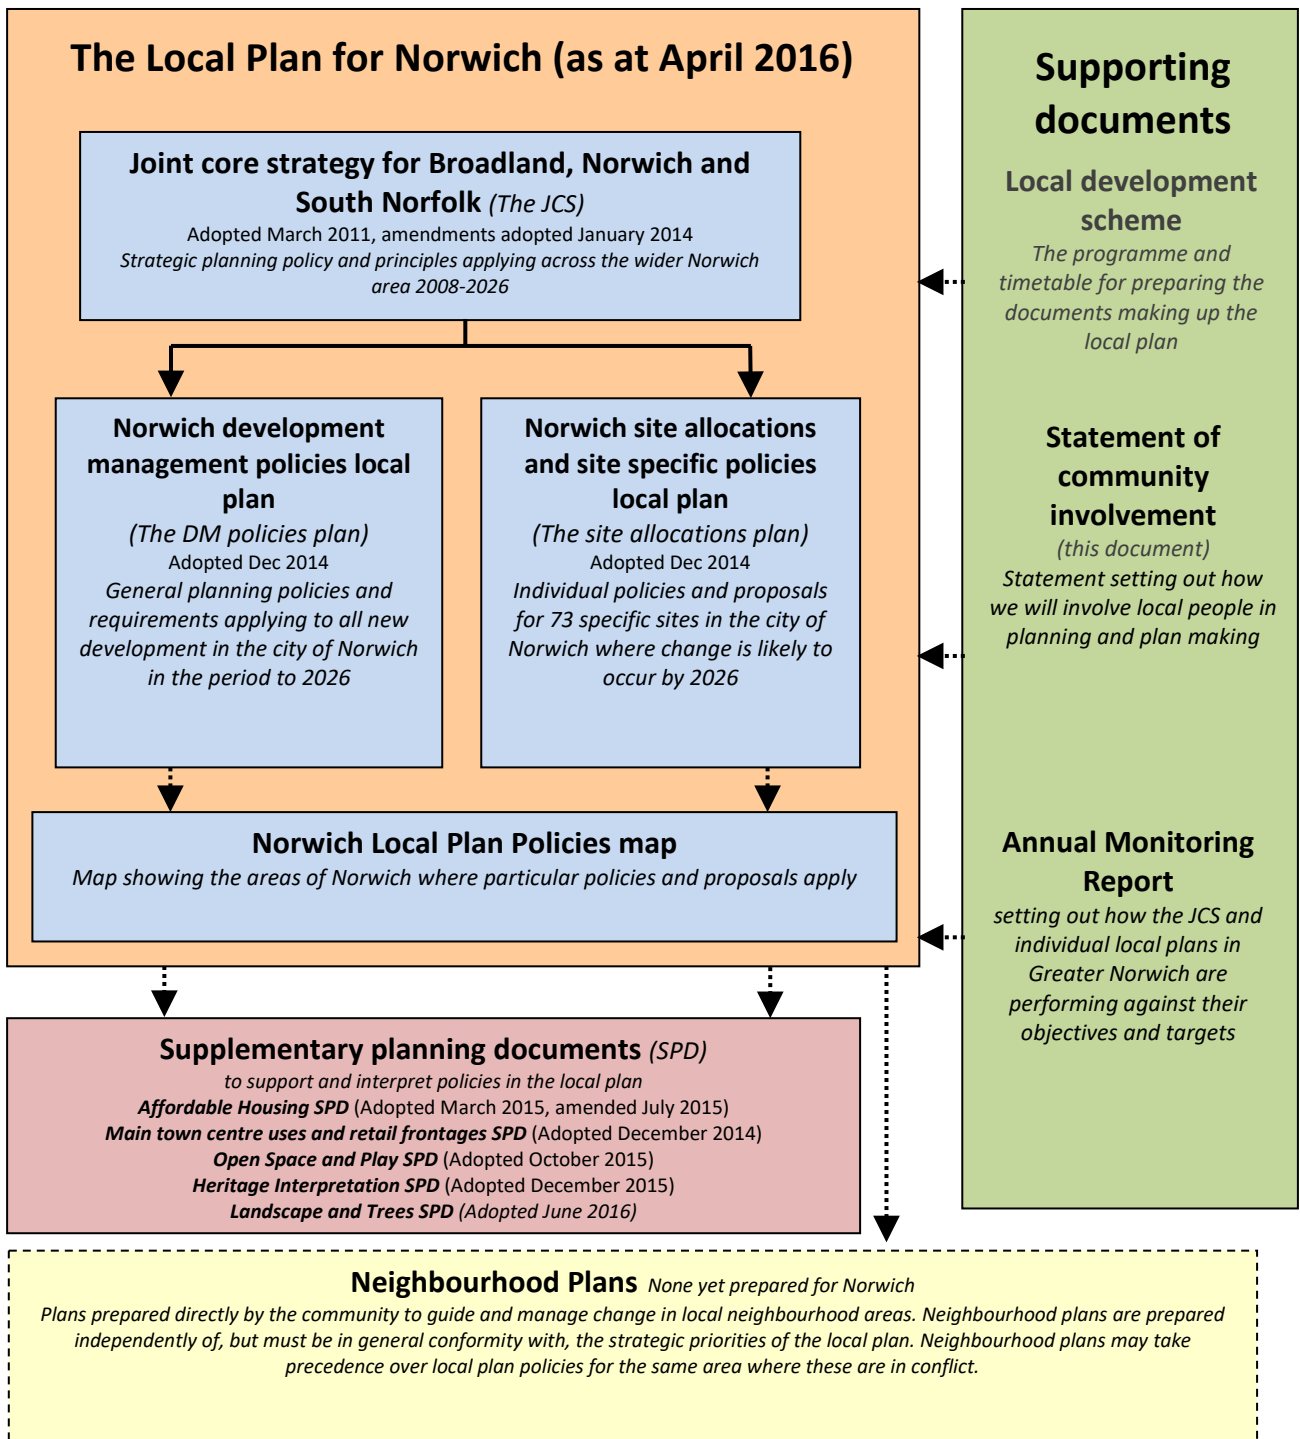 The Local Plan for Norwich (as at April 2016)
Joint core strategy for Broadland, Norwich and
South Norfolk (The JCS)
Adopted March 2011, amendments adopted January 2014
Strategic planning policy and principles applying across the wider Norwich
area 2008-2026
Norwich development
management policies local
plan
(The DM policies plan)
Adopted Dec 2014
General planning policies and
requirements applying to all new
development in the city of Norwich
in the period to 2026
Norwich site allocations
and site specific policies
local plan
(The site allocations plan)
Adopted Dec 2014
Individual policies and proposals
for 73 specific sites in the city of
Norwich where change is likely to
occur by 2026
Norwich Local Plan Policies map
Map showing the areas of Norwich where particular policies and proposals apply
Supporting
documents
Local development
scheme
The programme and
timetable for preparing the
documents making up the
local plan
Statement of
community
involvement
(this document)
Statement setting out how
we will involve local people in
planning and plan making
Annual Monitoring
Report
setting out how the JCS and
individual local plans in
Greater Norwich are
performing against their
objectives and targets
Supplementary planning documents (SPD)
to support and interpret policies in the local plan
Affordable Housing SPD (Adopted March 2015, amended July 2015)
Main town centre uses and retail frontages SPD (Adopted December 2014)
Open Space and Play SPD (Adopted October 2015)
Heritage Interpretation SPD (Adopted December 2015)
Landscape and Trees SPD (Adopted June 2016)
Neighbourhood Plans None yet prepared for Norwich
Plans prepared directly by the community to guide and manage change in local neighbourhood areas. Neighbourhood plans are prepared
independently of, but must be in general conformity with, the strategic priorities of the local plan. Neighbourhood plans may take
precedence over local plan policies for the same area where these are in conflict.